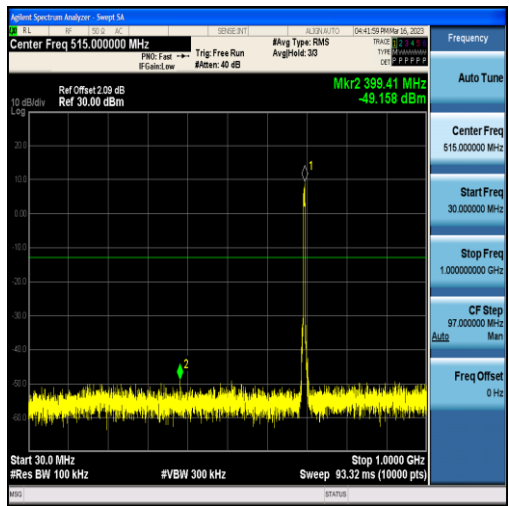 Agilent Spectrum Analyzer - Swept SA
RL RF 50 Ω AC SENSE:INT ALIGN AUTO 04:41:59 PM Mar 16, 2023
Center Freq 515.000000 MHz
PNO: Fast
IFGain:Low
Trig: Free Run
#Atten: 40 dB
#Avg Type: RMS
Avg|Hold: 3/3
TRACE 1 2 3 4 5 6
TYPE MWWWWW
DET P P P P P P
Ref Offset 2.09 dB
Ref 30.00 dBm
10 dB/div
Log
Mkr2 399.41 MHz
-49.158 dBm
20.0
10.0
0.00
-10.0
-20.0
-30.0
-40.0
-50.0
-60.0
1
2
Start 30.0 MHz
Stop 1.0000 GHz
#Res BW 100 kHz
#VBW 300 kHz
Sweep 93.32 ms (10000 pts)
MSG
STATUS
Frequency
Auto Tune
Center Freq
515.000000 MHz
Start Freq
30.000000 MHz
Stop Freq
1.000000000 GHz
CF Step
97.000000 MHz
Auto Man
Freq Offset
0 Hz